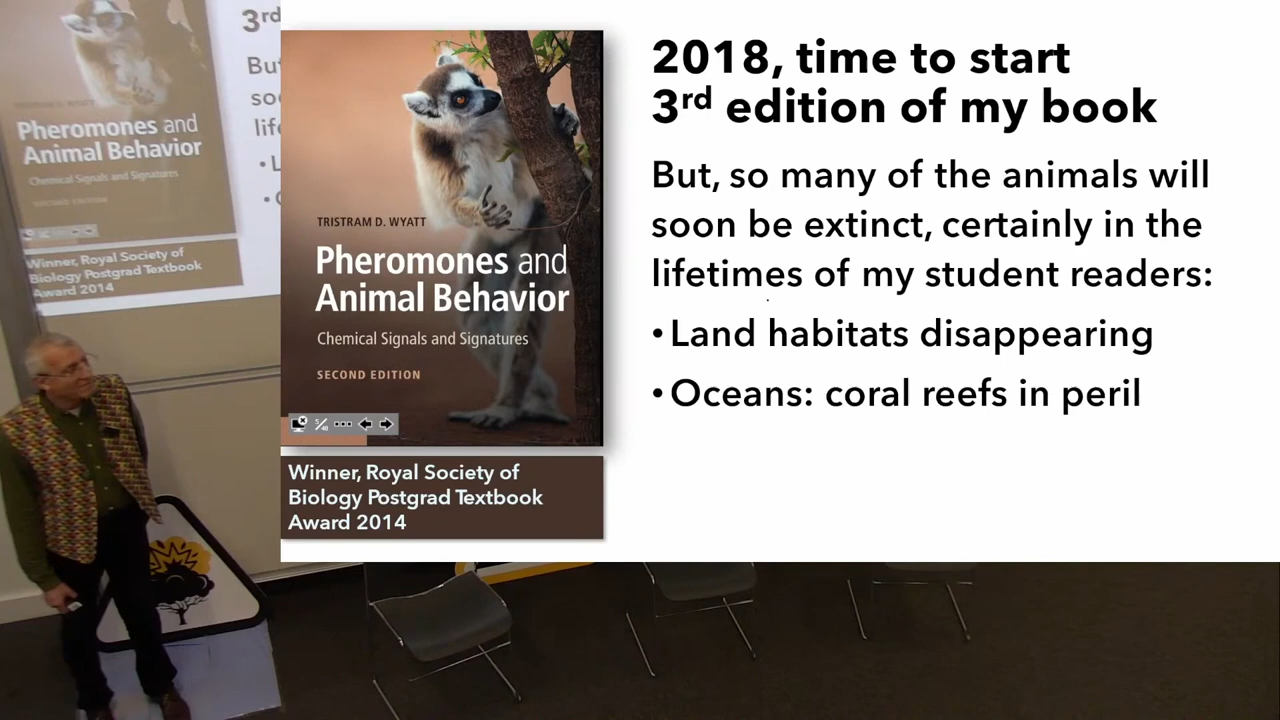 3rd
Pheromones and
Animal Behavior
Chemical Signals and Signatures
SECOND EDITION
Winner, Royal Society of
Biology Postgrad Textbook
Award 2014
TRISTRAM D. WYATT
Pheromones and
Animal Behavior
Chemical Signals and Signatures
SECOND EDITION
5/40
Winner, Royal Society of
Biology Postgrad Textbook
Award 2014
2018, time to start
3rd edition of my book
But, so many of the animals will
soon be extinct, certainly in the
lifetimes of my student readers:
• Land habitats disappearing
• Oceans: coral reefs in peril